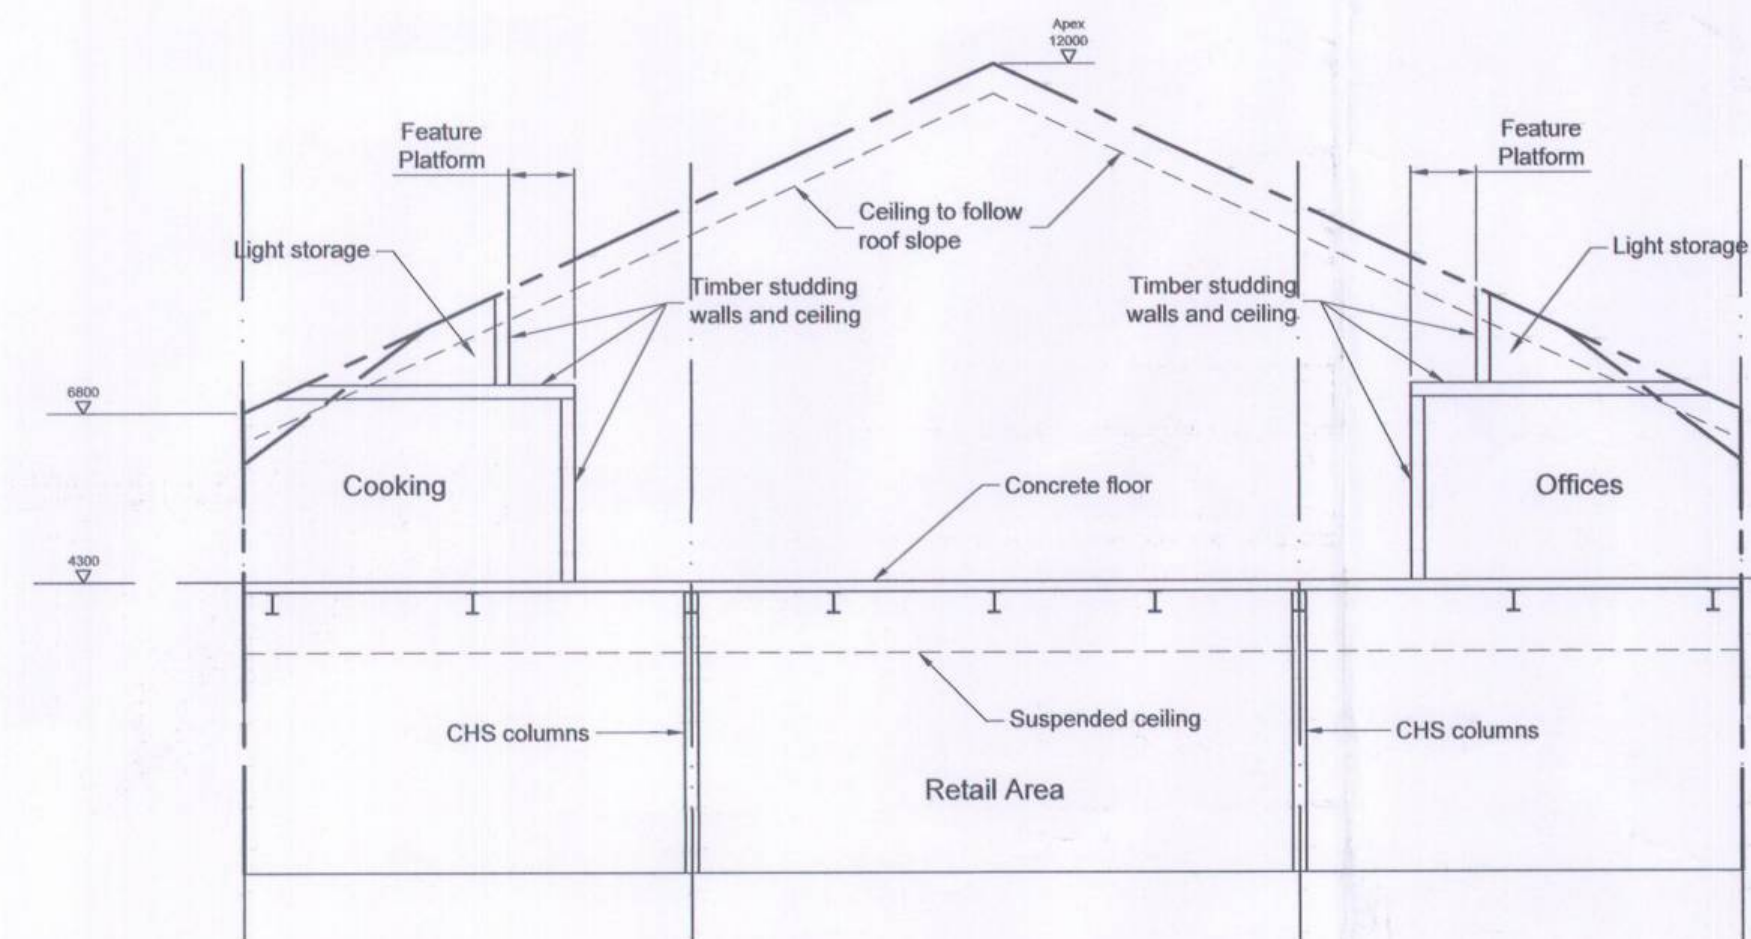 Apex
12000
Feature
Platform
Feature
Platform
Ceiling to follow
roof slope
Light storage
Light storage
Timber studding
walls and ceiling
Timber studding
walls and ceiling
6800
Cooking
Concrete floor
Offices
4300
Suspended ceiling
CHS columns
CHS columns
Retail Area